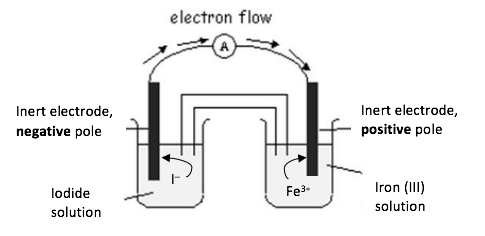 electron flow
A
Inert electrode,
negative pole
Inert electrode,
positive pole
I⁻
Fe³⁺
Iodide
solution
Iron (III)
solution